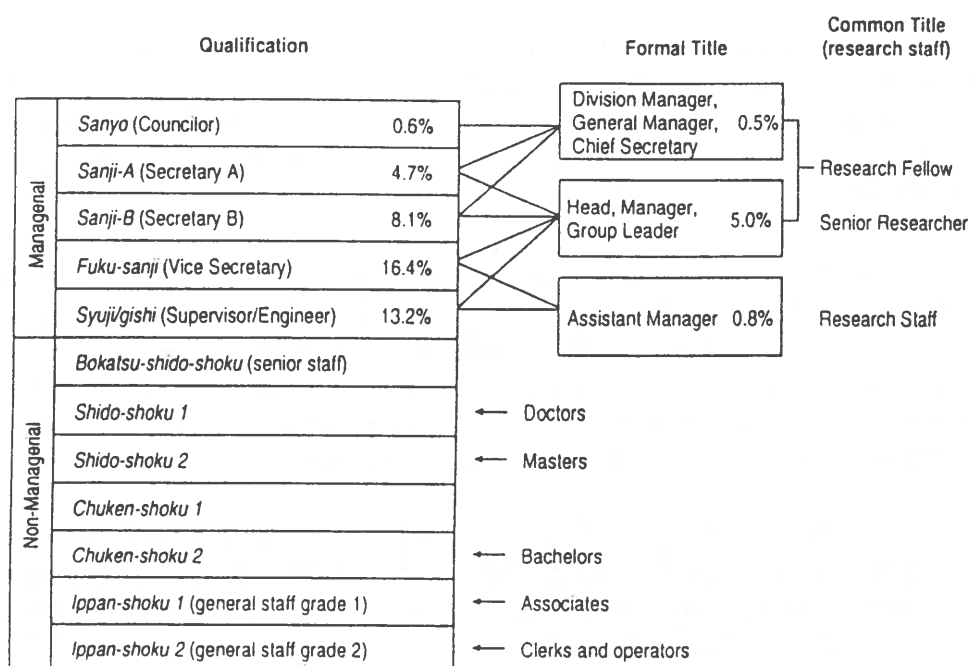 Common Title
(research staff)
Qualification
Formal Title
Managenal
Sanyo (Councilor) 0.6%
Sanji-A (Secretary A) 4.7%
Sanji-B (Secretary B) 8.1%
Fuku-sanji (Vice Secretary) 16.4%
Syuji/gishi (Supervisor/Engineer) 13.2%
Division Manager,
General Manager, 0.5%
Chief Secretary
Research Fellow
Head, Manager,
Group Leader 5.0%
Senior Researcher
Assistant Manager 0.8%
Research Staff
Non-Managenal
Bokatsu-shido-shoku (senior staff)
Shido-shoku 1
Doctors
Shido-shoku 2
Masters
Chuken-shoku 1
Chuken-shoku 2
Bachelors
Ippan-shoku 1 (general staff grade 1)
Associates
Ippan-shoku 2 (general staff grade 2)
Clerks and operators